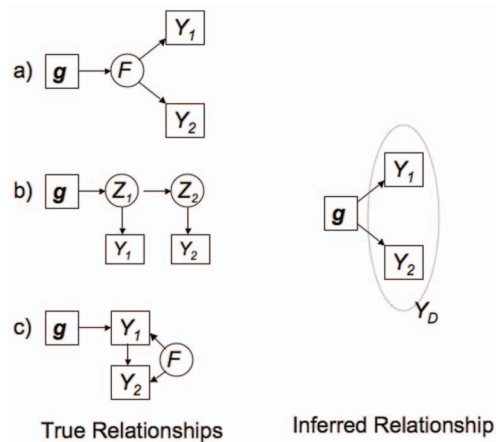 a) g F Y1 Y2
b) g Z1 Z2
Y1 Y2
c) g Y1 F
Y2
True Relationships
g Y1
Y2
YD
Inferred Relationship